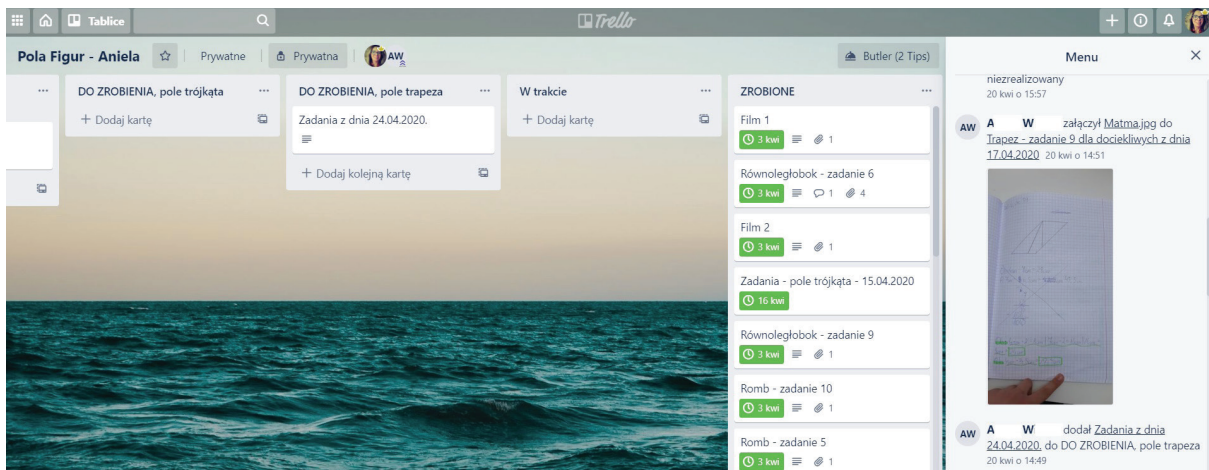 Tablice
Trello
Pola Figur - Aniela
Prywatne
Prywatna
AW
Butler (2 Tips)
DO ZROBIENIA, pole trójkąta
+ Dodaj kartę
DO ZROBIENIA, pole trapeza
Zadania z dnia 24.04.2020.
+ Dodaj kolejną kartę
W trakcie
+ Dodaj kartę
ZROBIONE
Film 1
3 kwi 1
Równoległobok - zadanie 6
3 kwi 1 4
Film 2
3 kwi 1
Zadania - pole trójkąta - 15.04.2020
16 kwi
Równoległobok - zadanie 9
3 kwi 1
Romb - zadanie 10
3 kwi 1
Romb - zadanie 5
3 kwi 1
Menu
niezrealizowany
20 kwi o 15:57
AW
A W załączył Matma.jpg do
Trapez - zadanie 9 dla dociekliwych z dnia
17.04.2020 20 kwi o 14:51
AW
A W dodał Zadania z dnia
24.04.2020. do DO ZROBIENIA, pole trapeza
20 kwi o 14:49